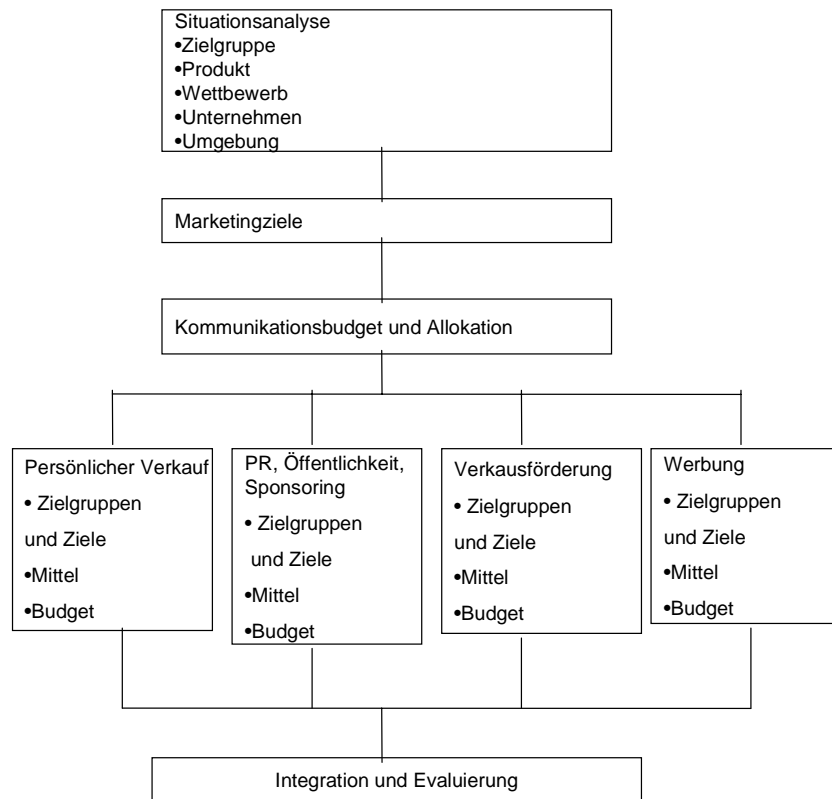 Situationsanalyse
•Zielgruppe
•Produkt
•Wettbewerb
•Unternehmen
•Umgebung
Marketingziele
Kommunikationsbudget und Allokation
Persönlicher Verkauf
• Zielgruppen
und Ziele
•Mittel
•Budget
PR, Öffentlichkeit,
Sponsoring
• Zielgruppen
und Ziele
•Mittel
•Budget
Verkausförderung
• Zielgruppen
und Ziele
•Mittel
•Budget
Werbung
• Zielgruppen
und Ziele
•Mittel
•Budget
Integration und Evaluierung